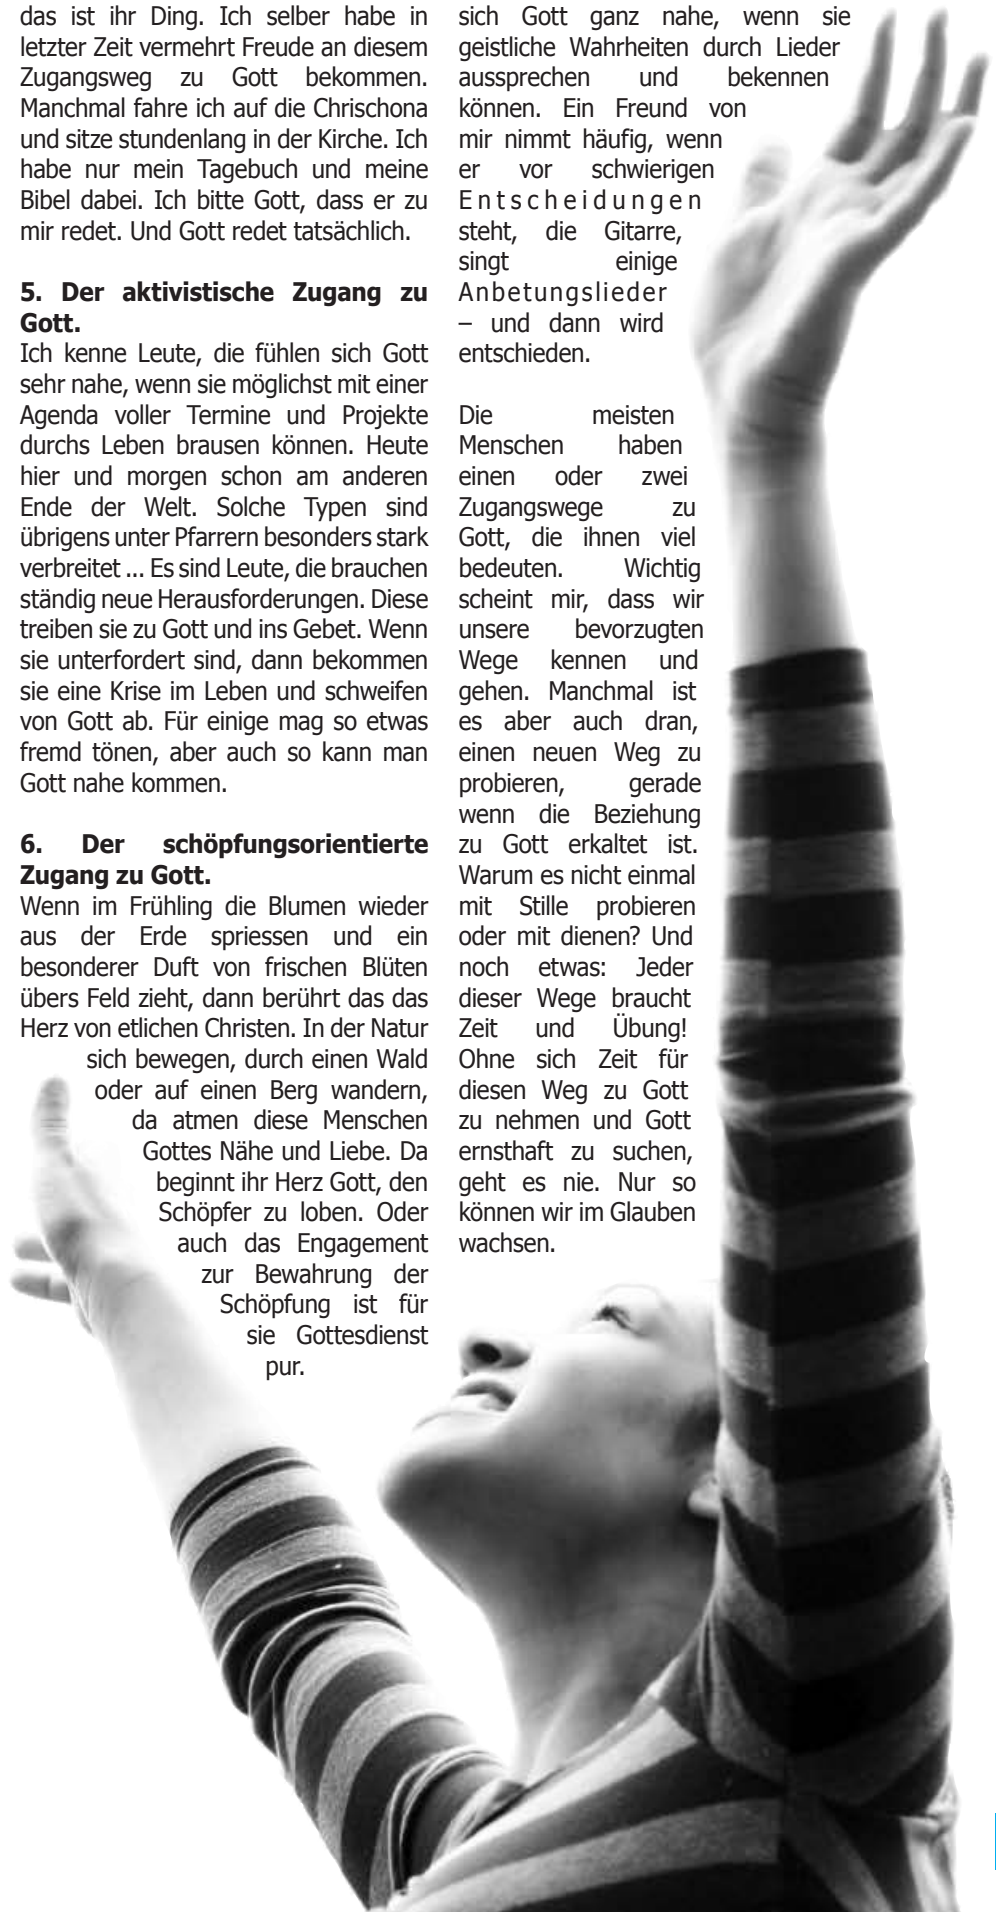 das ist ihr Ding. Ich selber habe in
letzter Zeit vermehrt Freude an diesem
Zugangsweg zu Gott bekommen.
Manchmal fahre ich auf die Chrischona
und sitze stundenlang in der Kirche. Ich
habe nur mein Tagebuch und meine
Bibel dabei. Ich bitte Gott, dass er zu
mir redet. Und Gott redet tatsächlich.
5. Der aktivistische Zugang zu
Gott.
Ich kenne Leute, die fühlen sich Gott
sehr nahe, wenn sie möglichst mit einer
Agenda voller Termine und Projekte
durchs Leben brausen können. Heute
hier und morgen schon am anderen
Ende der Welt. Solche Typen sind
übrigens unter Pfarrern besonders stark
verbreitet ... Es sind Leute, die brauchen
ständig neue Herausforderungen. Diese
treiben sie zu Gott und ins Gebet. Wenn
sie unterfordert sind, dann bekommen
sie eine Krise im Leben und schweifen
von Gott ab. Für einige mag so etwas
fremd tönen, aber auch so kann man
Gott nahe kommen.
6. Der schöpfungsorientierte
Zugang zu Gott.
Wenn im Frühling die Blumen wieder
aus der Erde spriessen und ein
besonderer Duft von frischen Blüten
übers Feld zieht, dann berührt das das
Herz von etlichen Christen. In der Natur
sich bewegen, durch einen Wald
oder auf einen Berg wandern,
da atmen diese Menschen
Gottes Nähe und Liebe. Da
beginnt ihr Herz Gott, den
Schöpfer zu loben. Oder
auch das Engagement
zur Bewahrung der
Schöpfung ist für
sie Gottesdienst
pur.
sich Gott ganz nahe, wenn sie
geistliche Wahrheiten durch Lieder
aussprechen und bekennen
können. Ein Freund von
mir nimmt häufig, wenn
er vor schwierigen
Entscheidungen
steht, die Gitarre,
singt einige
Anbetungslieder
– und dann wird
entschieden.
Die meisten
Menschen haben
einen oder zwei
Zugangswege zu
Gott, die ihnen viel
bedeuten. Wichtig
scheint mir, dass wir
unsere bevorzugten
Wege kennen und
gehen. Manchmal ist
es aber auch dran,
einen neuen Weg zu
probieren, gerade
wenn die Beziehung
zu Gott erkaltet ist.
Warum es nicht einmal
mit Stille probieren
oder mit dienen? Und
noch etwas: Jeder
dieser Wege braucht
Zeit und Übung!
Ohne sich Zeit für
diesen Weg zu Gott
zu nehmen und Gott
ernsthaft zu suchen,
geht es nie. Nur so
können wir im Glauben
wachsen.